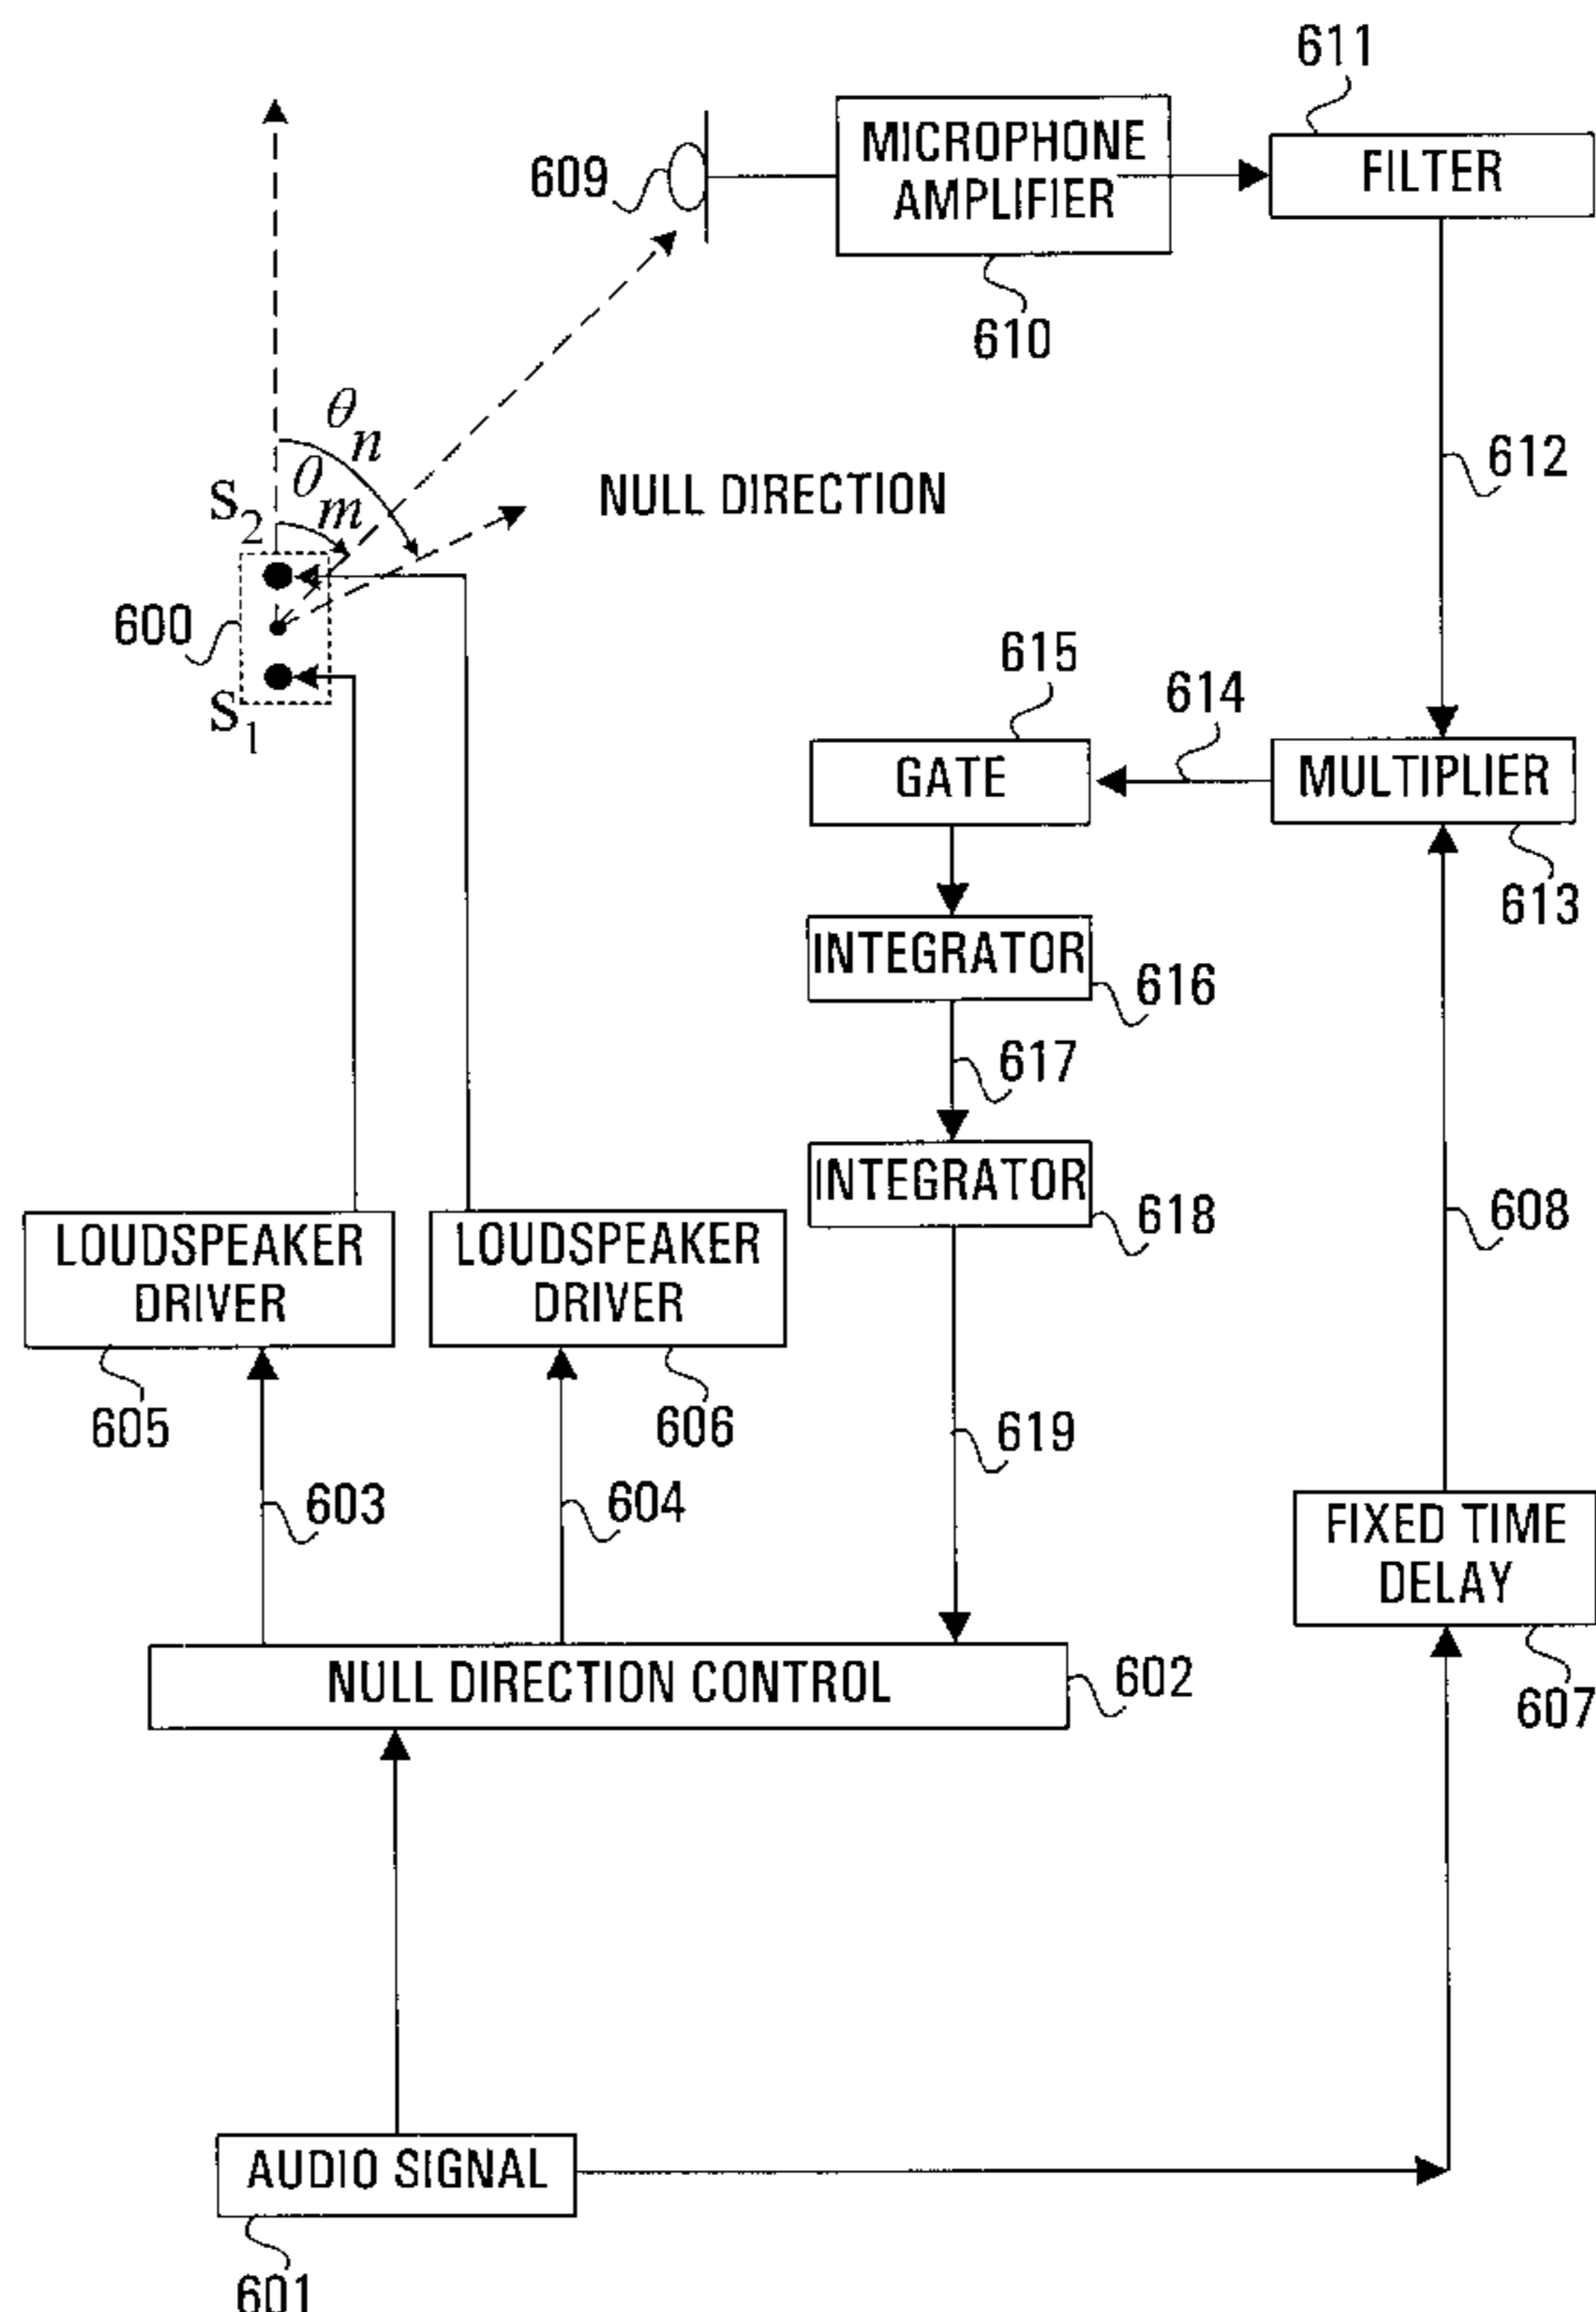 611
MICROPHONE
AMPLIFIER
FILTER
609
610
θn
θm
612
NULL DIRECTION
S2
600
S1
615
614
GATE
MULTIPLIER
613
INTEGRATOR
616
617
INTEGRATOR
618
608
LOUDSPEAKER
DRIVER
LOUDSPEAKER
DRIVER
605
606
619
603
604
FIXED TIME
DELAY
NULL DIRECTION CONTROL
602
607
AUDIO SIGNAL
601